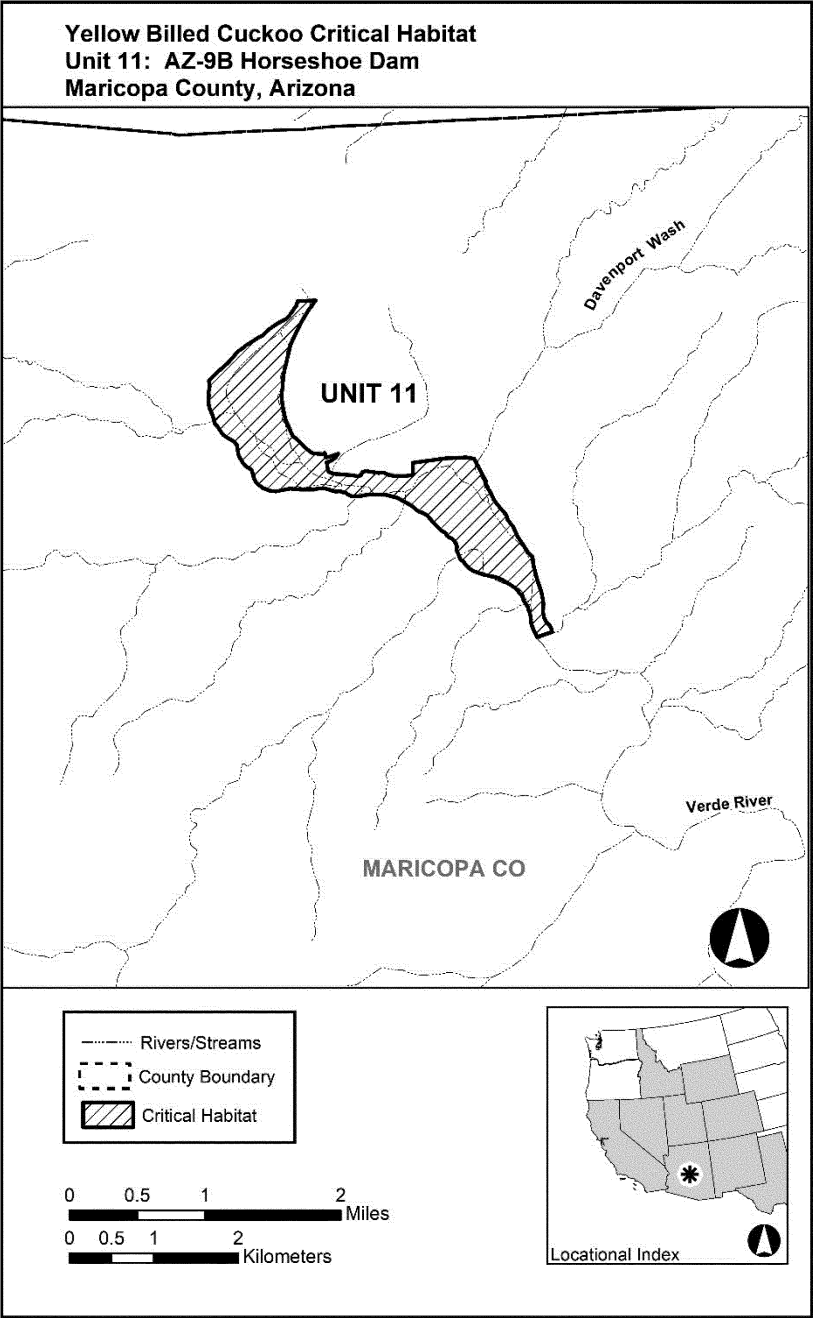 Yellow Billed Cuckoo Critical Habitat
Unit 11: AZ-9B Horseshoe Dam
Maricopa County, Arizona
Davenport Wash
UNIT 11
Verde River
MARICOPA CO
Rivers/Streams
County Boundary
Critical Habitat
0 0.5 1 2
Miles
0 0.5 1 2
Kilometers
Locational Index